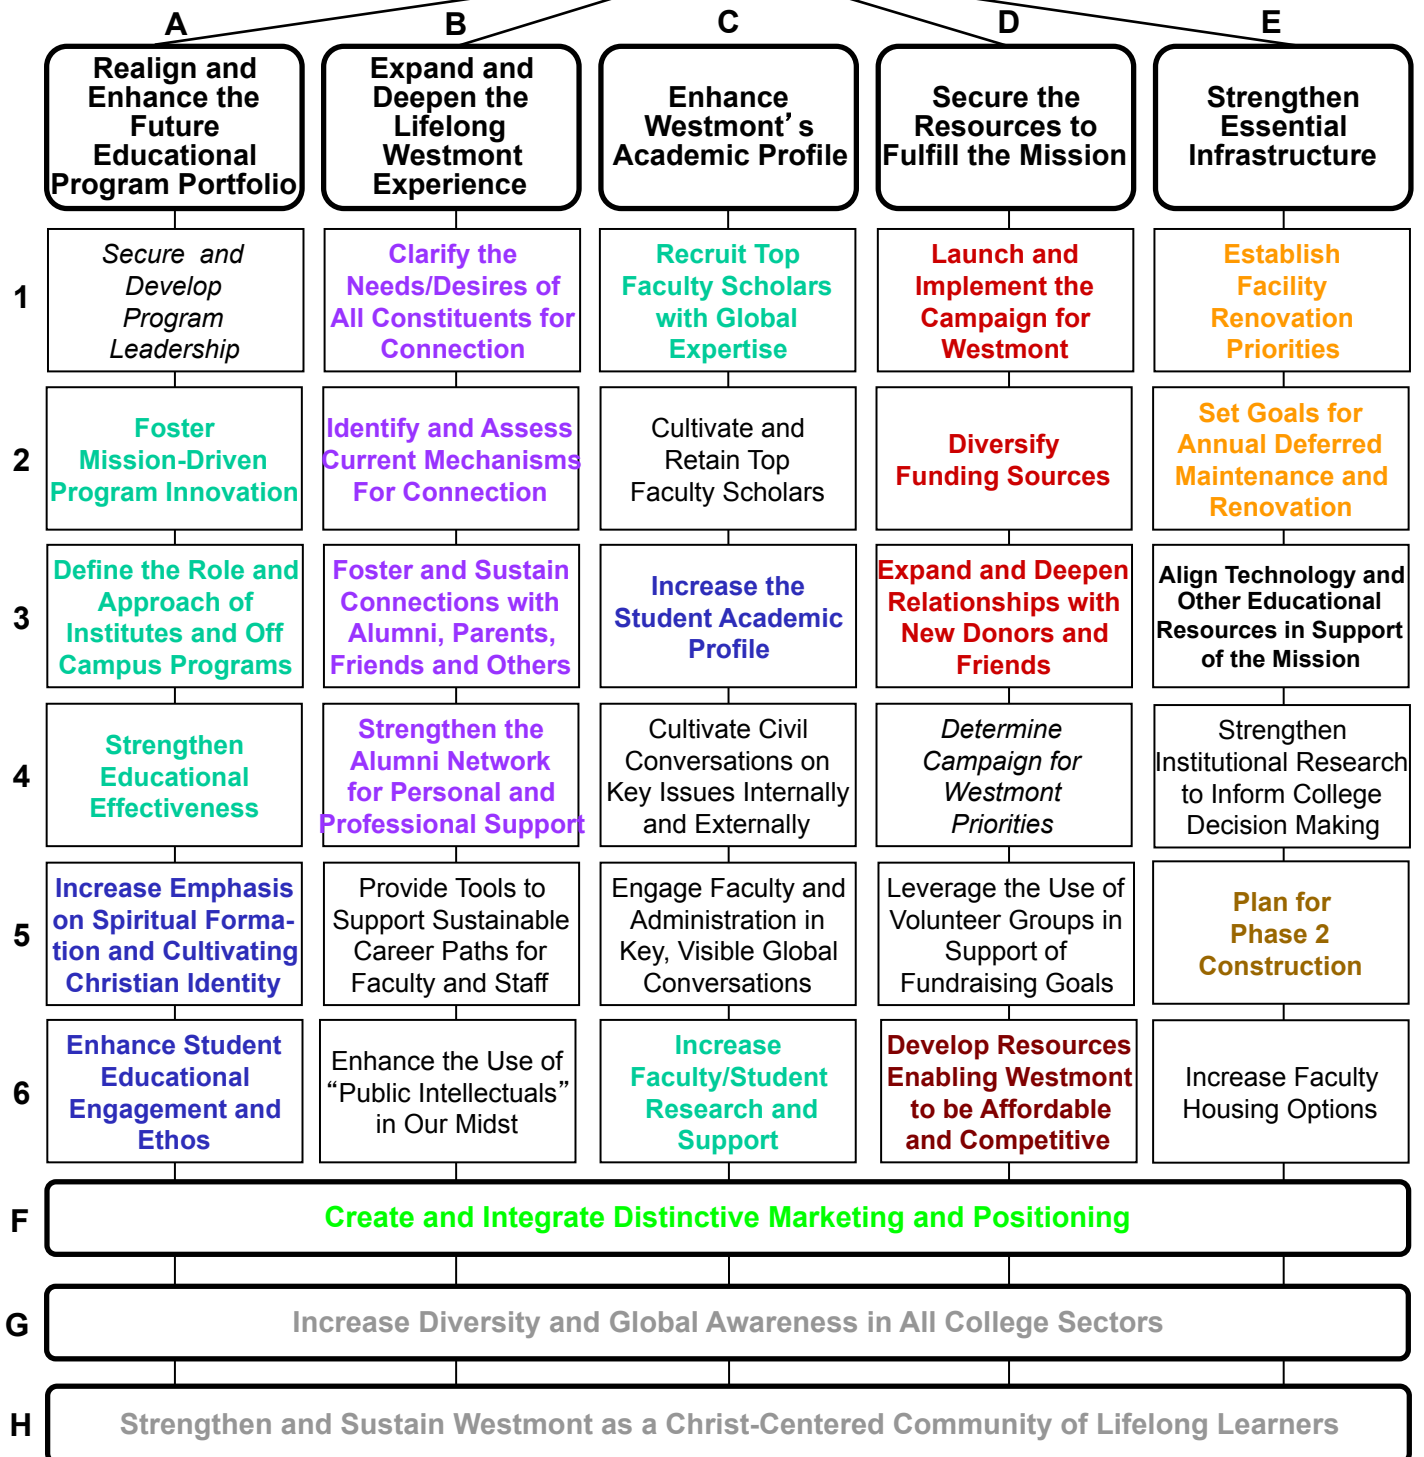 A
B
C
D
E
Realign and
Enhance the
Future
Educational
Program Portfolio
Expand and
Deepen the
Lifelong
Westmont
Experience
Enhance
Westmont’s
Academic Profile
Secure the
Resources to
Fulfill the Mission
Strengthen
Essential
Infrastructure
1
Secure and
Develop
Program
Leadership
Clarify the
Needs/Desires of
All Constituents for
Connection
Recruit Top
Faculty Scholars
with Global
Expertise
Launch and
Implement the
Campaign for
Westmont
Establish
Facility
Renovation
Priorities
2
Foster
Mission-Driven
Program Innovation
Identify and Assess
Current Mechanisms
For Connection
Cultivate and
Retain Top
Faculty Scholars
Diversify
Funding Sources
Set Goals for
Annual Deferred
Maintenance and
Renovation
3
Define the Role and
Approach of
Institutes and Off
Campus Programs
Foster and Sustain
Connections with
Alumni, Parents,
Friends and Others
Increase the
Student Academic
Profile
Expand and Deepen
Relationships with
New Donors and
Friends
Align Technology and
Other Educational
Resources in Support
of the Mission
4
Strengthen
Educational
Effectiveness
Strengthen the
Alumni Network
for Personal and
Professional Support
Cultivate Civil
Conversations on
Key Issues Internally
and Externally
Determine
Campaign for
Westmont
Priorities
Strengthen
Institutional Research
to Inform College
Decision Making
5
Increase Emphasis
on Spiritual Forma-
tion and Cultivating
Christian Identity
Provide Tools to
Support Sustainable
Career Paths for
Faculty and Staff
Engage Faculty and
Administration in
Key, Visible Global
Conversations
Leverage the Use of
Volunteer Groups in
Support of
Fundraising Goals
Plan for
Phase 2
Construction
6
Enhance Student
Educational
Engagement and
Ethos
Enhance the Use of
“Public Intellectuals”
in Our Midst
Increase
Faculty/Student
Research and
Support
Develop Resources
Enabling Westmont
to be Affordable
and Competitive
Increase Faculty
Housing Options
F
Create and Integrate Distinctive Marketing and Positioning
G
Increase Diversity and Global Awareness in All College Sectors
H
Strengthen and Sustain Westmont as a Christ-Centered Community of Lifelong Learners